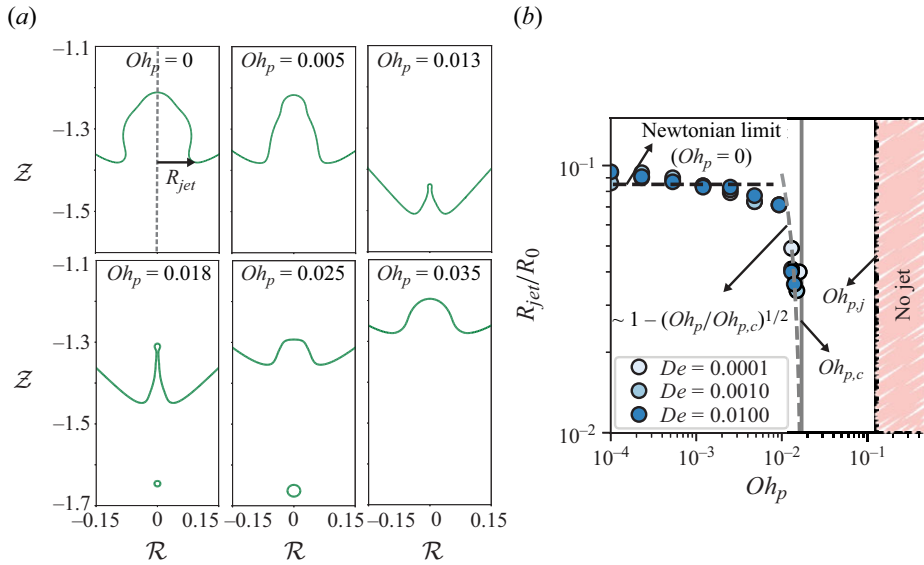 (a)
(b)
−1.1
−1.3
−1.5
Z
Oh_p = 0
R_jet
Oh_p = 0.005
Oh_p = 0.013
−1.1
−1.3
−1.5
−1.7
Z
Oh_p = 0.018
Oh_p = 0.025
Oh_p = 0.035
−0.15 0 0.15
−0.15 0 0.15
−0.15 0 0.15
R
R
R
R_jet/R_0
10^−1
10^−2
Newtonian limit
(Oh_p = 0)
~ 1 − (Oh_p/Oh_{p,c})^{1/2}
Oh_{p,j}
Oh_{p,c}
No jet
De = 0.0001
De = 0.0010
De = 0.0100
10^−4 10^−3 10^−2 10^−1
Oh_p